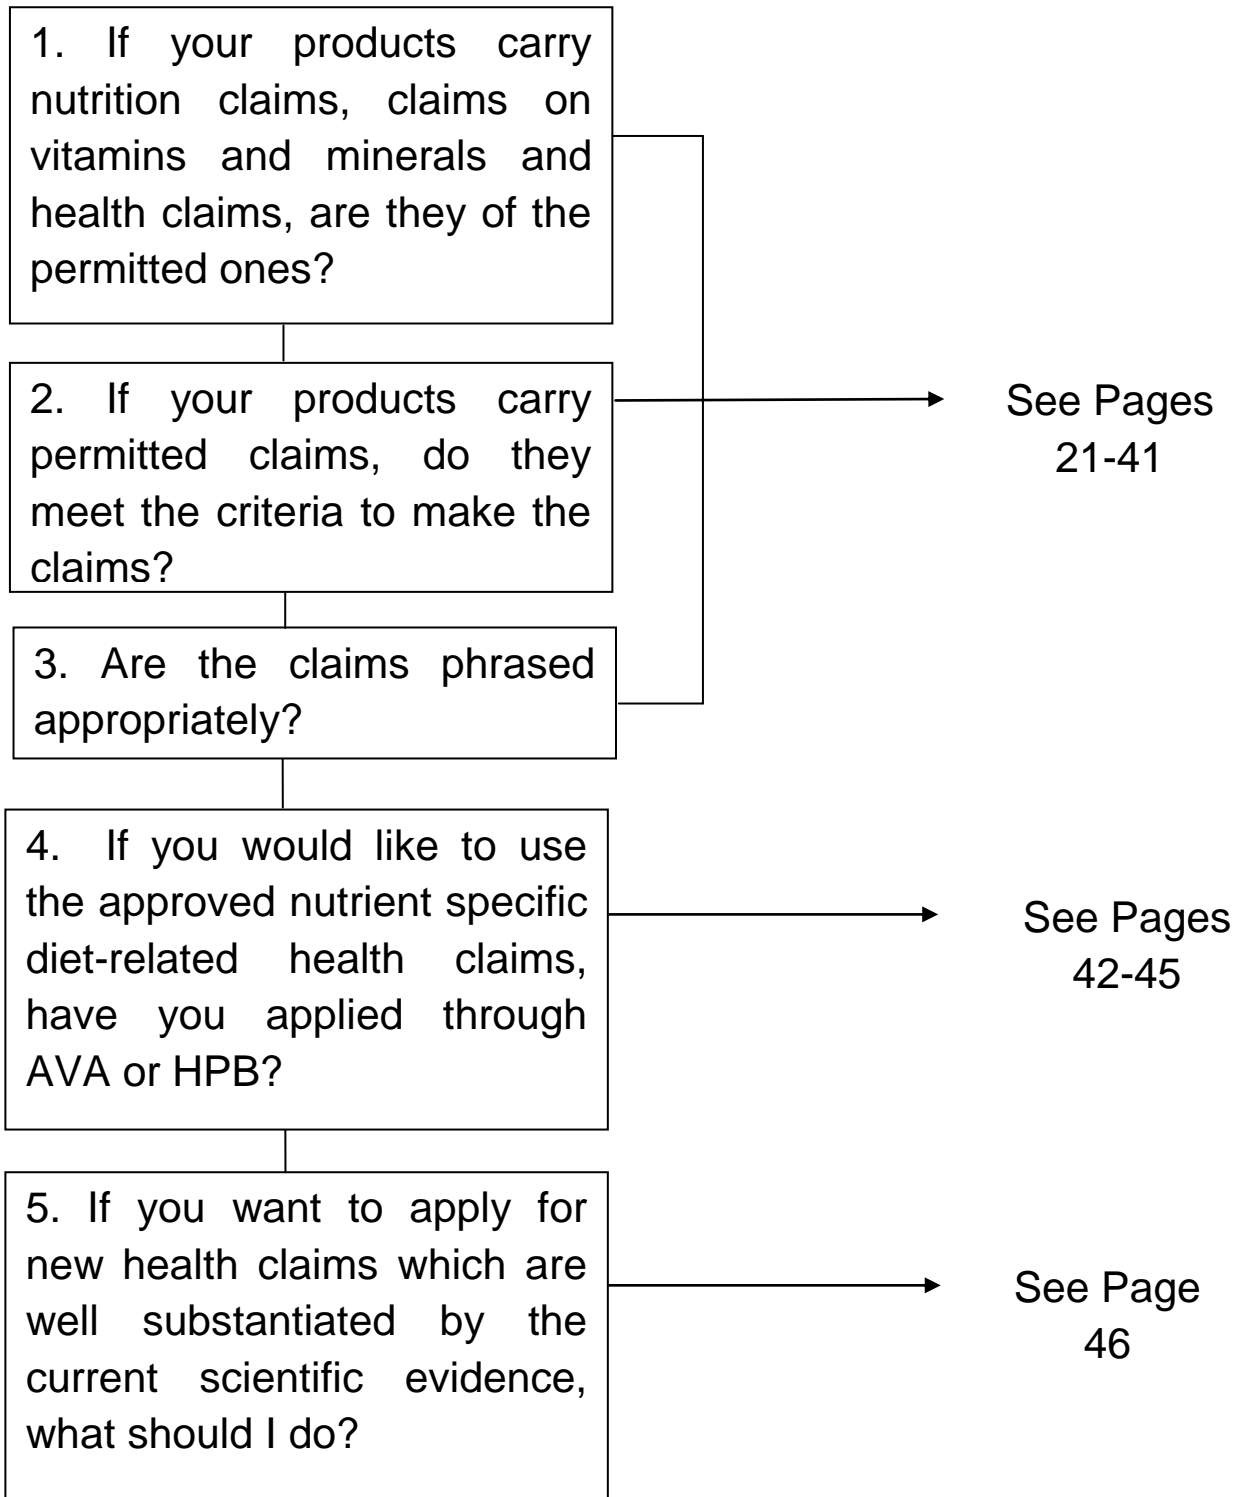 1. If your products carry
nutrition claims, claims on
vitamins and minerals and
health claims, are they of the
permitted ones?
2. If your products carry
permitted claims, do they
meet the criteria to make the
claims?
See Pages
21-41
3. Are the claims phrased
appropriately?
4. If you would like to use
the approved nutrient specific
diet-related health claims,
have you applied through
AVA or HPB?
See Pages
42-45
5. If you want to apply for
new health claims which are
well substantiated by the
current scientific evidence,
what should I do?
See Page
46